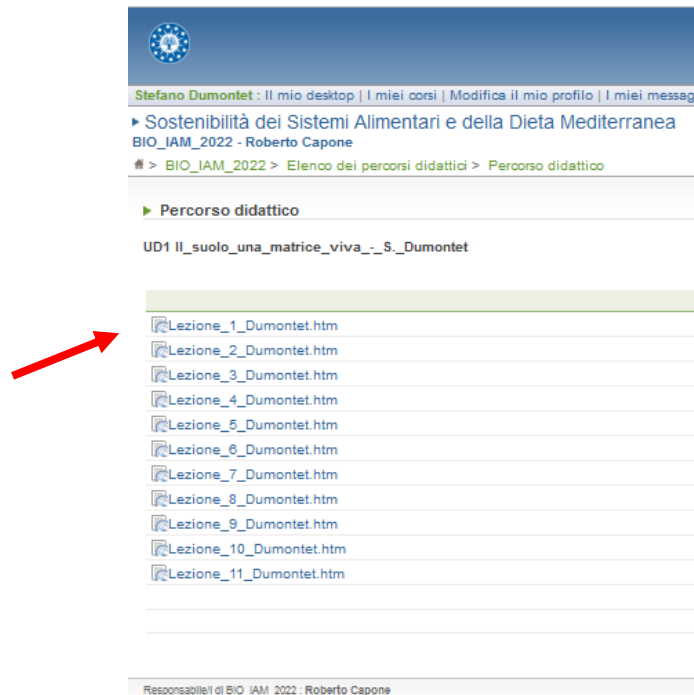 Stefano Dumontet : Il mio desktop | I miei corsi | Modifica il mio profilo | I miei messag
Sostenibilità dei Sistemi Alimentari e della Dieta Mediterranea
BIO_IAM_2022 - Roberto Capone
> BIO_IAM_2022 > Elenco dei percorsi didattici > Percorso didattico
Percorso didattico
UD1 Il_suolo_una_matrice_viva_-_S._Dumontet
Lezione_1_Dumontet.htm
Lezione_2_Dumontet.htm
Lezione_3_Dumontet.htm
Lezione_4_Dumontet.htm
Lezione_5_Dumontet.htm
Lezione_6_Dumontet.htm
Lezione_7_Dumontet.htm
Lezione_8_Dumontet.htm
Lezione_9_Dumontet.htm
Lezione_10_Dumontet.htm
Lezione_11_Dumontet.htm
Responsabile/i di BIO_IAM_2022 : Roberto Capone